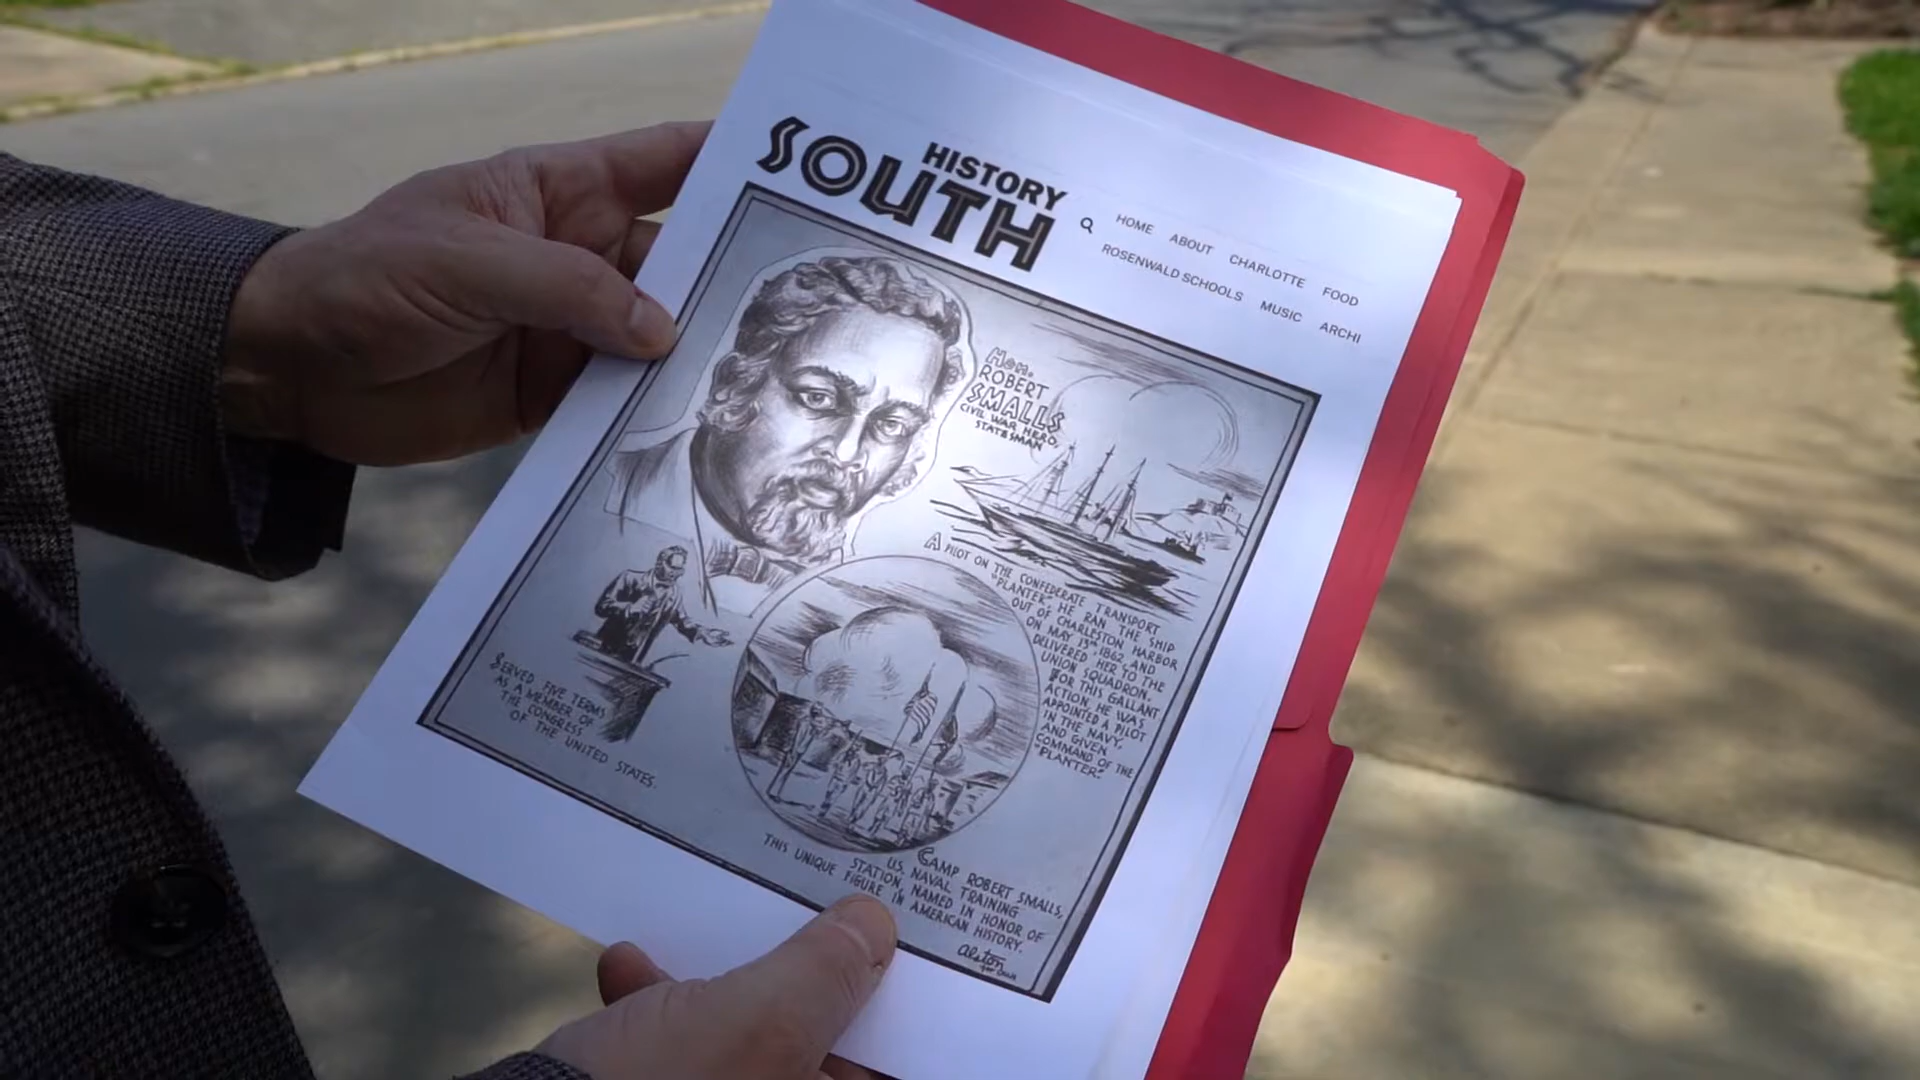 HISTORY
SOUTH
HOME ABOUT CHARLOTTE FOOD
ROSENWALD SCHOOLS MUSIC ARCHI
Hon.
ROBERT
SMALLS
CIVIL WAR HERO,
STATESMAN
A PILOT ON THE CONFEDERATE TRANSPORT
"PLANTER", HE RAN THE SHIP
OUT OF CHARLESTON HARBOR
ON MAY 13TH 1862, AND
DELIVERED HER TO THE
UNION SQUADRON.
FOR THIS GALLANT
ACTION, HE WAS
APPOINTED A PILOT
IN THE NAVY,
AND GIVEN
COMMAND OF THE
"PLANTER."
SERVED FIVE TERMS
AS A MEMBER OF
THE CONGRESS
OF THE UNITED STATES.
CAMP ROBERT SMALLS,
U.S. NAVAL TRAINING
STATION, NAMED IN HONOR OF
THIS UNIQUE FIGURE IN AMERICAN HISTORY.
Alston